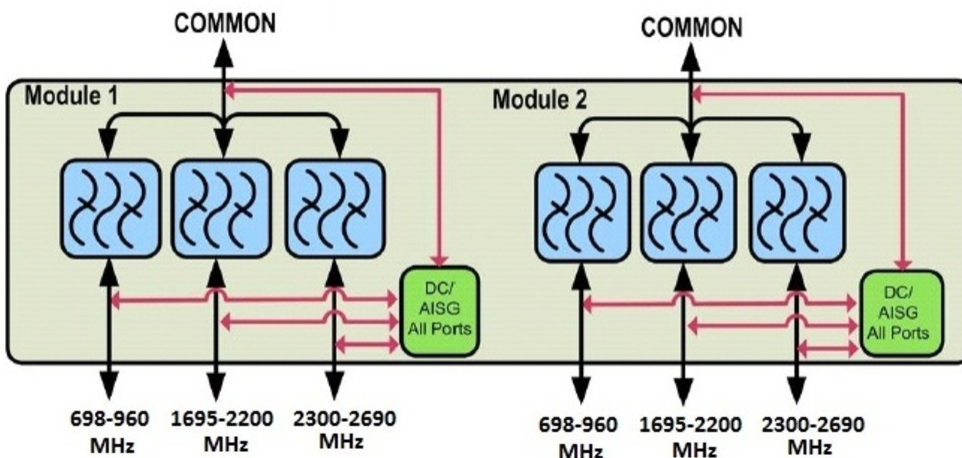 COMMON
COMMON
Module 1
Module 2
DC/
AISG
All Ports
DC/
AISG
All Ports
698-960
MHz
1695-2200
MHz
2300-2690
MHz
698-960
MHz
1695-2200
MHz
2300-2690
MHz